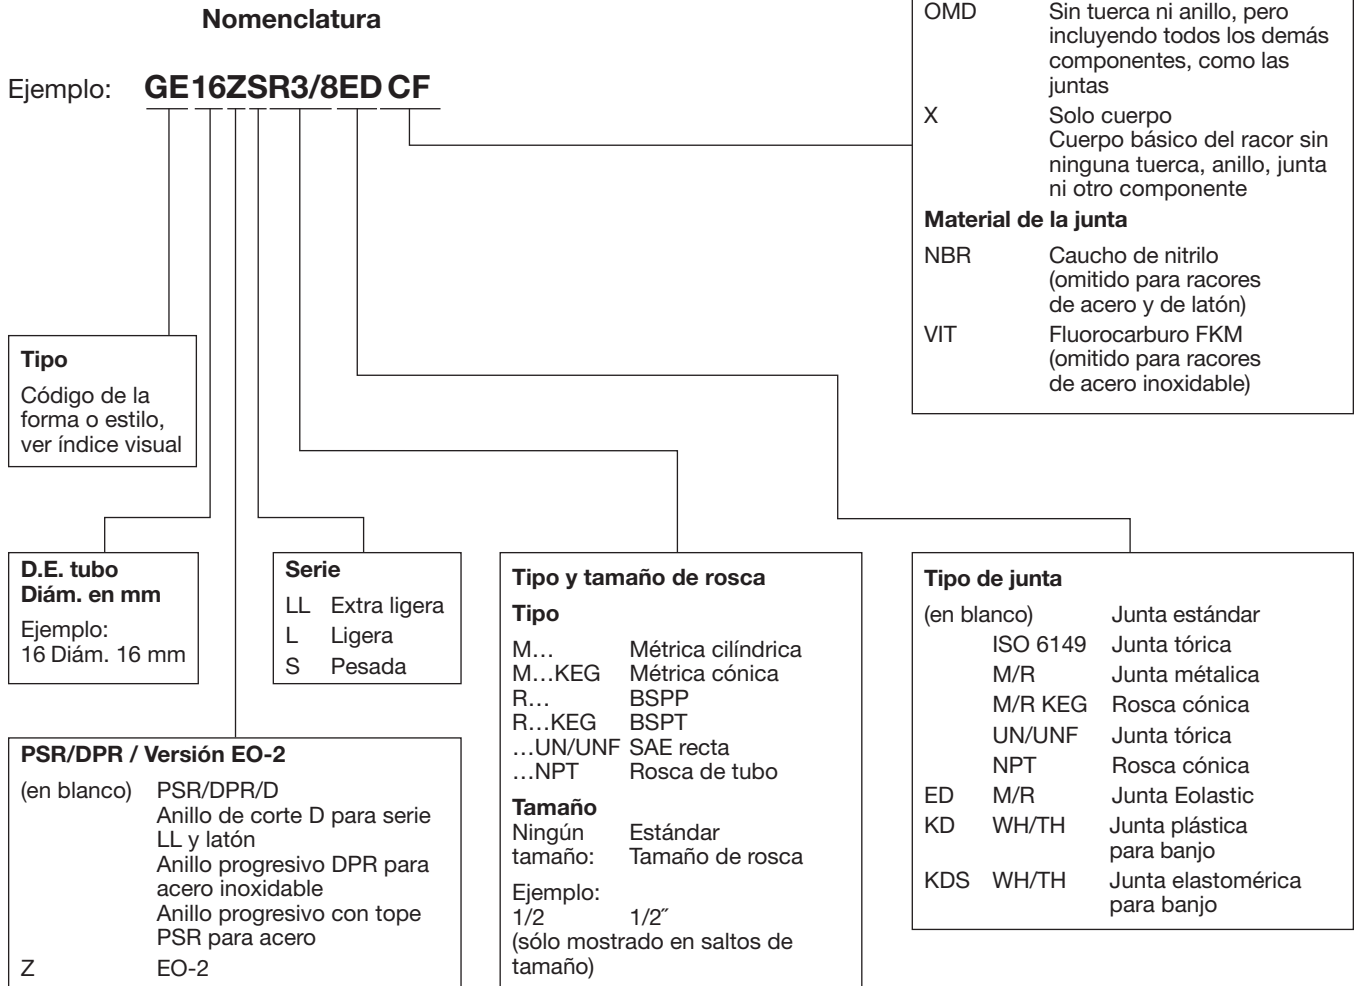 Nomenclatura
Ejemplo: GE16ZSR3/8ED CF
OMD Sin tuerca ni anillo, pero
incluyendo todos los demás
componentes, como las
juntas
X Solo cuerpo
Cuerpo básico del racor sin
ninguna tuerca, anillo, junta
ni otro componente
Material de la junta
NBR Caucho de nitrilo
(omitido para racores
de acero y de latón)
VIT Fluorocarburo FKM
(omitido para racores
de acero inoxidable)
Tipo
Código de la
forma o estilo,
ver índice visual
D.E. tubo
Diám. en mm
Ejemplo:
16 Diám. 16 mm
Serie
LL Extra ligera
L Ligera
S Pesada
PSR/DPR / Versión EO-2
(en blanco) PSR/DPR/D
Anillo de corte D para serie
LL y latón
Anillo progresivo DPR para
acero inoxidable
Anillo progresivo con tope
PSR para acero
Z EO-2
Tipo y tamaño de rosca
Tipo
M… Métrica cilíndrica
M…KEG Métrica cónica
R… BSPP
R…KEG BSPT
…UN/UNF SAE recta
…NPT Rosca de tubo
Tamaño
Ningún Estándar
tamaño: Tamaño de rosca
Ejemplo:
1/2 1/2″
(sólo mostrado en saltos de
tamaño)
Tipo de junta
(en blanco) Junta estándar
ISO 6149 Junta tórica
M/R Junta métalica
M/R KEG Rosca cónica
UN/UNF Junta tórica
NPT Rosca cónica
ED M/R Junta Eolastic
KD WH/TH Junta plástica
para banjo
KDS WH/TH Junta elastomérica
para banjo